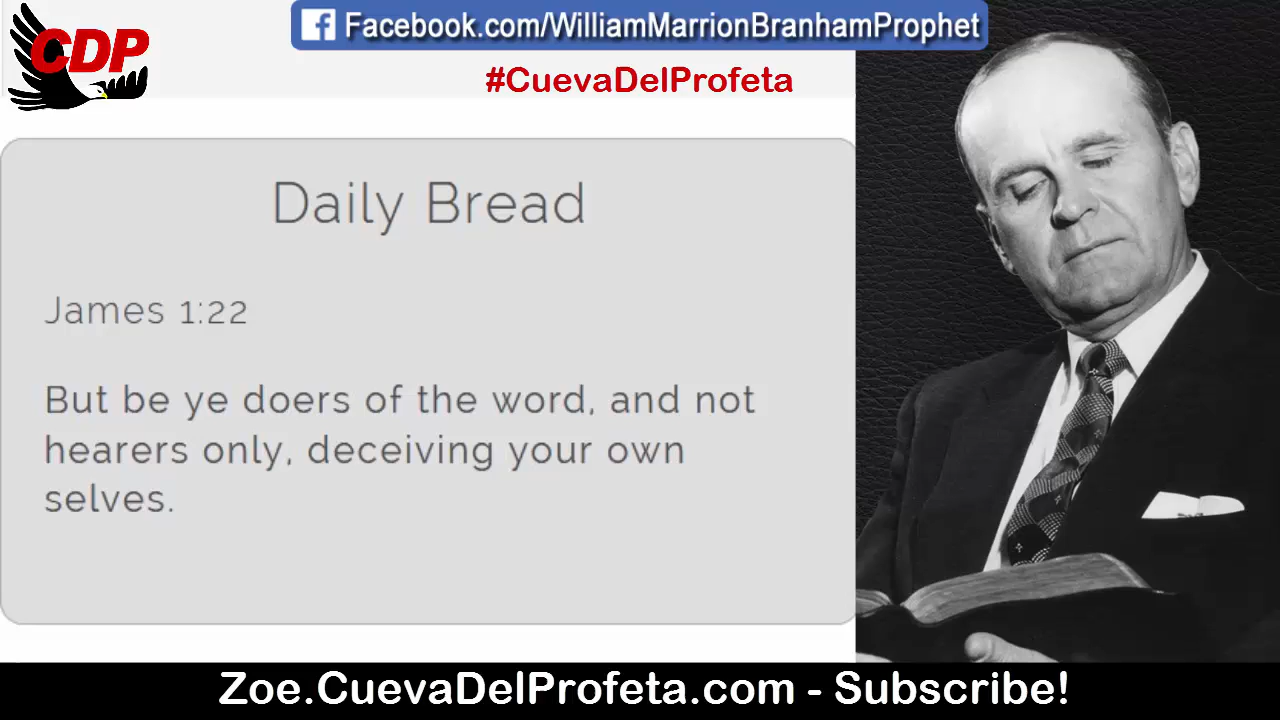 CDP
Facebook.com/WilliamMarrionBranhamProphet
#CuevaDelProfeta
Daily Bread
James 1:22
But be ye doers of the word, and not
hearers only, deceiving your own
selves.
Zoe.CuevaDelProfeta.com - Subscribe!